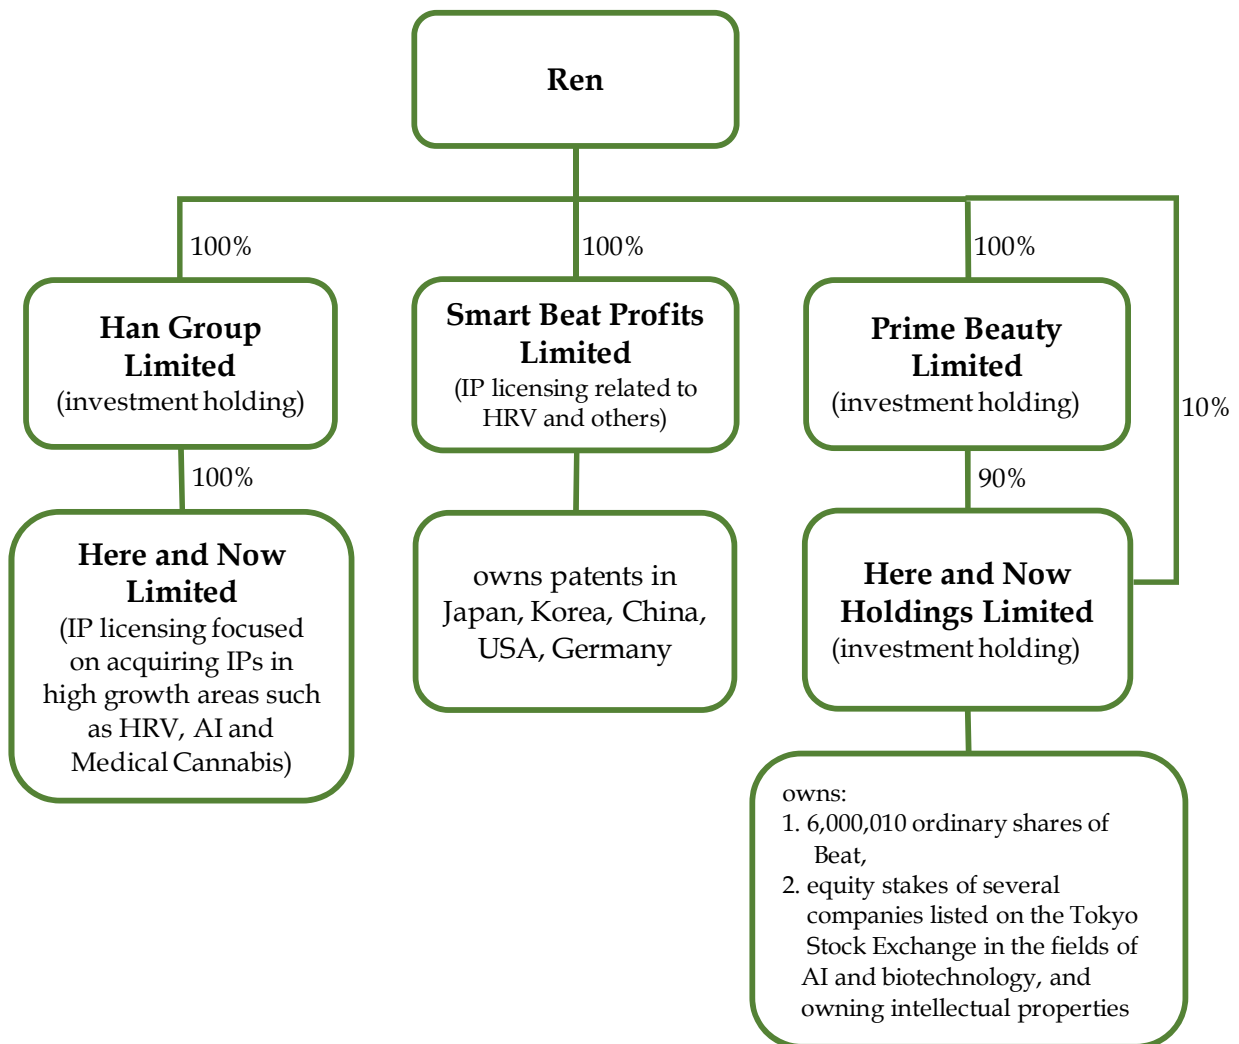 Ren
100%
100%
100%
Han Group
Limited
(investment holding)
Smart Beat Profits
Limited
(IP licensing related to
HRV and others)
Prime Beauty
Limited
(investment holding)
10%
100%
90%
Here and Now
Limited
(IP licensing focused
on acquiring IPs in
high growth areas such
as HRV, AI and
Medical Cannabis)
owns patents in
Japan, Korea, China,
USA, Germany
Here and Now
Holdings Limited
(investment holding)
owns:
1. 6,000,010 ordinary shares of
Beat,
2. equity stakes of several
companies listed on the Tokyo
Stock Exchange in the fields of
AI and biotechnology, and
owning intellectual properties